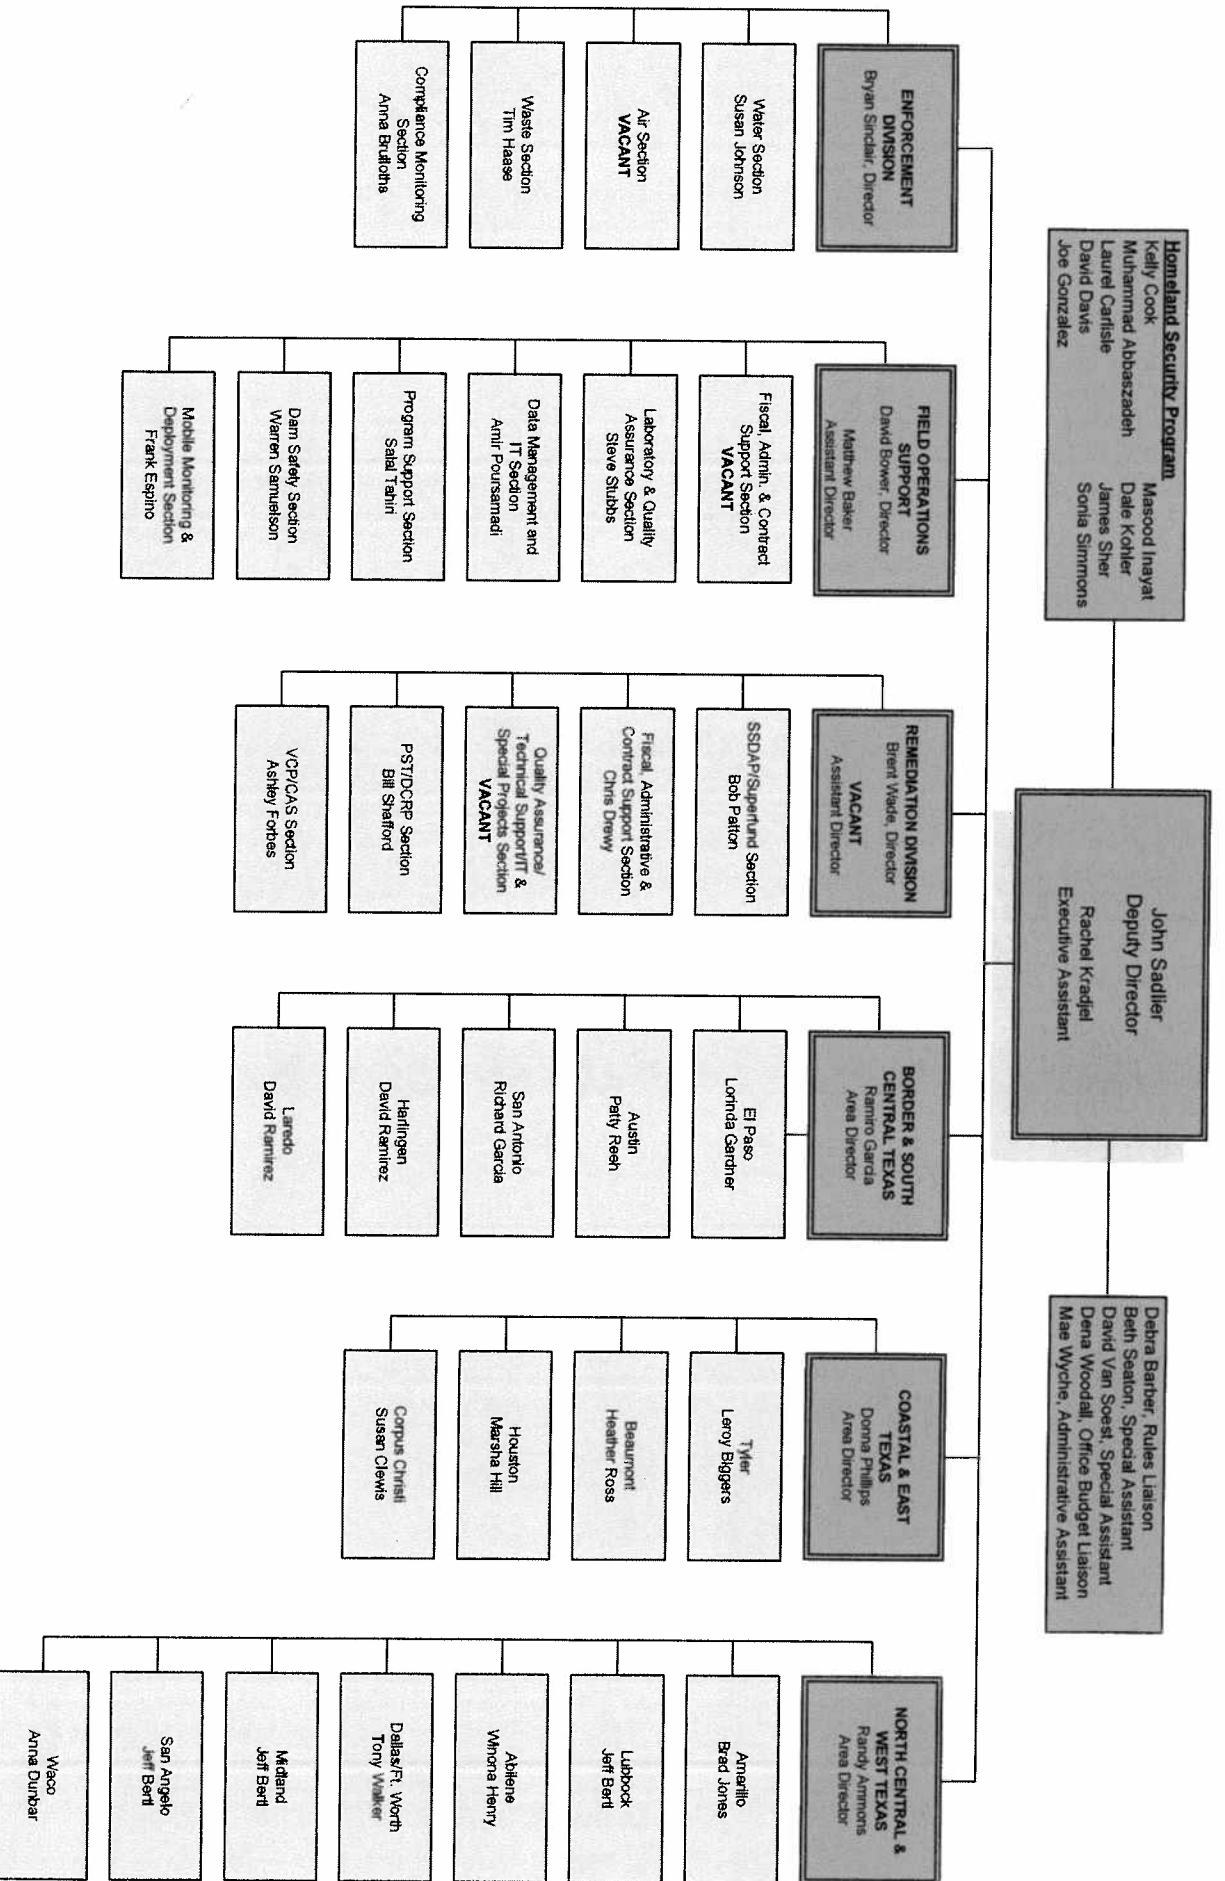 Homeland Security Program
Kelly Cook Masood Inayat
Muhammad Abbaszadeh Dale Kohler
Laurel Carlisle James Sher
David Davis Sonia Simmons
Joe Gonzalez
John Sadlier
Deputy Director
Rachel Kradjel
Executive Assistant
Debra Barber, Rules Liaison
Beth Seaton, Special Assistant
David Van Soest, Special Assistant
Dena Woodall, Office Budget Liaison
Mae Wyche, Administrative Assistant
ENFORCEMENT
DIVISION
Bryan Sinclair, Director
Water Section
Susan Johnson
Air Section
VACANT
Waste Section
Tim Haase
Compliance Monitoring
Section
Anna Brulloths
FIELD OPERATIONS
SUPPORT
David Bower, Director
Matthew Baker
Assistant Director
Fiscal, Admin. & Contract
Support Section
VACANT
Laboratory & Quality
Assurance Section
Steve Stubbs
Data Management and
IT Section
Amir Poursamadi
Program Support Section
Salal Tahiri
Dam Safety Section
Warren Samuelson
Mobile Monitoring &
Deployment Section
Frank Espino
REMEDIATION DIVISION
Brent Wade, Director
VACANT
Assistant Director
SSDAP/Superfund Section
Bob Patton
Fiscal, Administrative &
Contract Support Section
Chris Drewy
Quality Assurance/
Technical Support/IT &
Special Projects Section
VACANT
PST/DCRP Section
Bill Shafford
VCP/CAS Section
Ashley Forbes
BORDER & SOUTH
CENTRAL TEXAS
Ramiro Garcia
Area Director
El Paso
Lorinda Gardner
Austin
Patty Reeh
San Antonio
Richard Garcia
Harlingen
David Ramirez
Laredo
David Ramirez
COASTAL & EAST
TEXAS
Donna Phillips
Area Director
Tyler
Leroy Biggers
Beaumont
Heather Ross
Houston
Marsha Hill
Corpus Christi
Susan Clewis
NORTH CENTRAL &
WEST TEXAS
Randy Ammons
Area Director
Amarillo
Brad Jones
Lubbock
Jeff Bertl
Abilene
Winona Henry
Dallas/Ft. Worth
Tony Walker
Midland
Jeff Bertl
San Angelo
Jeff Bertl
Waco
Anna Dunbar